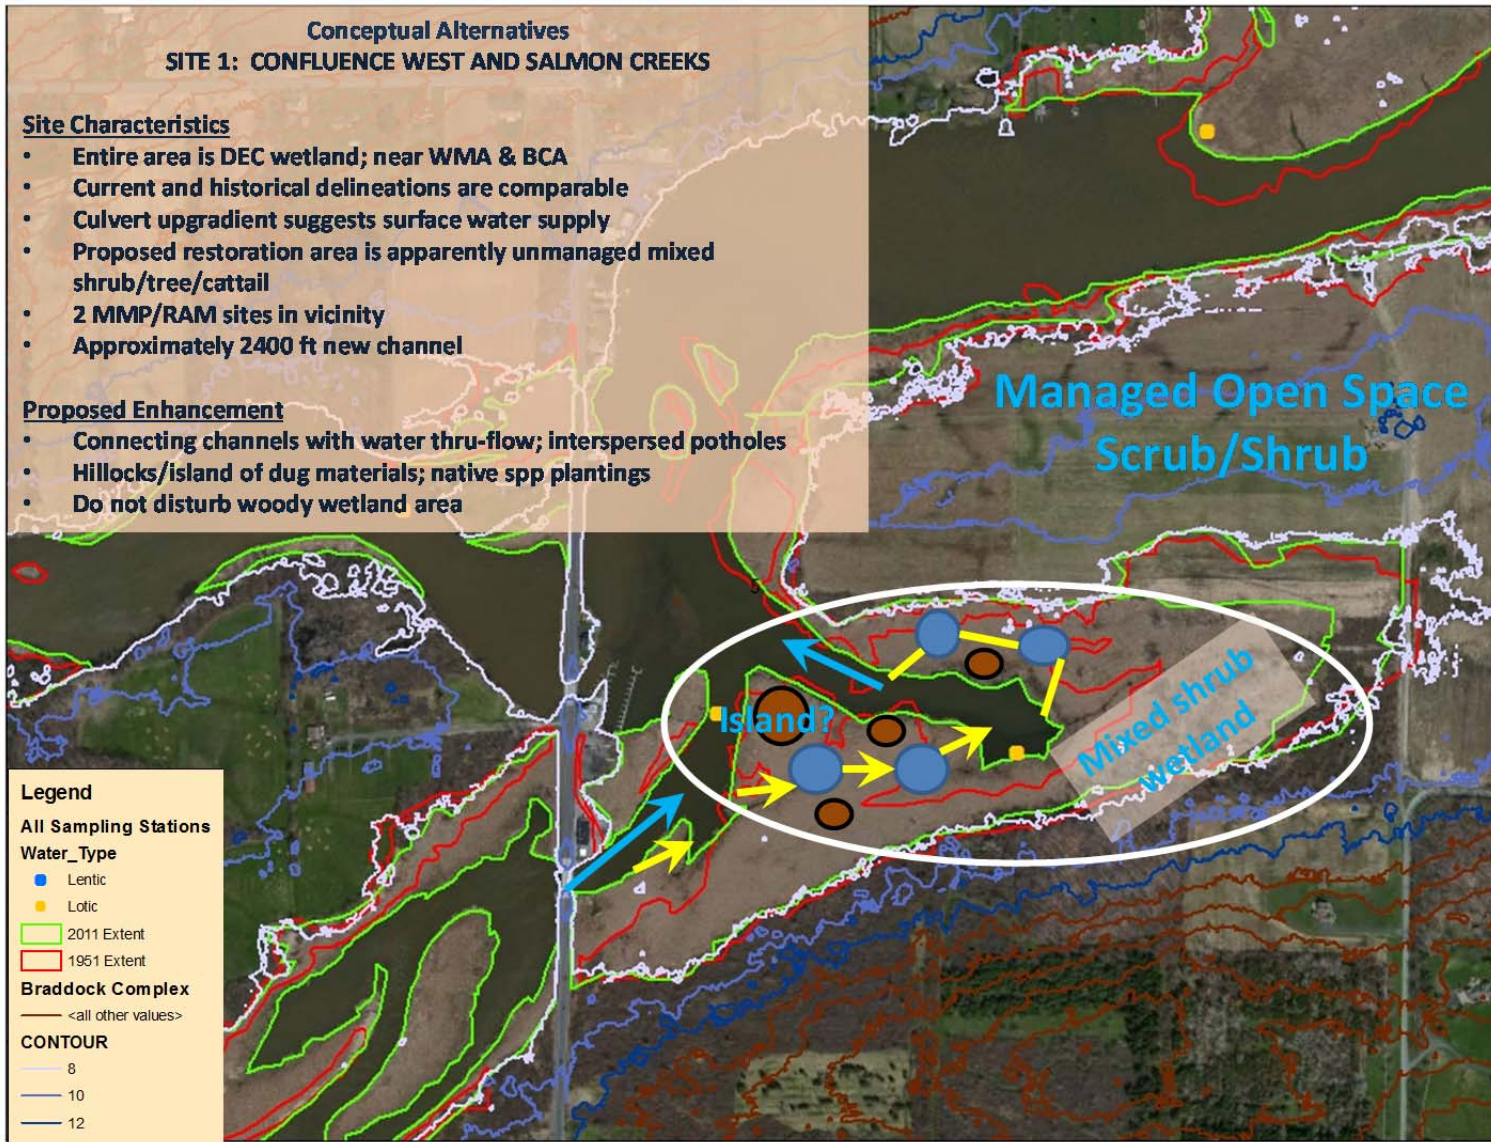 Conceptual Alternatives
SITE 1: CONFLUENCE WEST AND SALMON CREEKS
Site Characteristics
• Entire area is DEC wetland; near WMA & BCA
• Current and historical delineations are comparable
• Culvert upgradient suggests surface water supply
• Proposed restoration area is apparently unmanaged mixed
shrub/tree/cattail
• 2 MMP/RAM sites in vicinity
• Approximately 2400 ft new channel
Proposed Enhancement
• Connecting channels with water thru-flow; interspersed potholes
• Hillocks/island of dug materials; native spp plantings
• Do not disturb woody wetland area
Managed Open Space
Scrub/Shrub
Island?
Mixed shrub
wetland
Legend
All Sampling Stations
Water_Type
Lentic
Lotic
2011 Extent
1951 Extent
Braddock Complex
<all other values>
CONTOUR
8
10
12